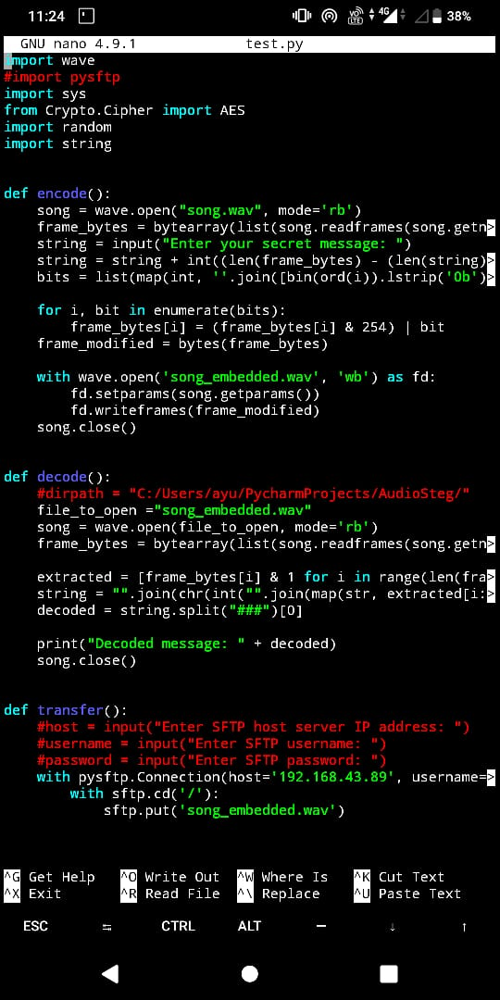 11:24 VO LTE 4G 38%
GNU nano 4.9.1 test.py
import wave
#import pysftp
import sys
from Crypto.Cipher import AES
import random
import string
def encode():
song = wave.open("song.wav", mode='rb')
frame_bytes = bytearray(list(song.readframes(song.getn>
string = input("Enter your secret message: ")
string = string + int((len(frame_bytes) - (len(string)>
bits = list(map(int, ''.join([bin(ord(i)).lstrip('0b')>
for i, bit in enumerate(bits):
frame_bytes[i] = (frame_bytes[i] & 254) | bit
frame_modified = bytes(frame_bytes)
with wave.open('song_embedded.wav', 'wb') as fd:
fd.setparams(song.getparams())
fd.writeframes(frame_modified)
song.close()
def decode():
#dirpath = "C:/Users/ayu/PycharmProjects/AudioSteg/"
file_to_open ="song_embedded.wav"
song = wave.open(file_to_open, mode='rb')
frame_bytes = bytearray(list(song.readframes(song.getn>
extracted = [frame_bytes[i] & 1 for i in range(len(fra>
string = "".join(chr(int("".join(map(str, extracted[i:>
decoded = string.split("###")[0]
print("Decoded message: " + decoded)
song.close()
def transfer():
#host = input("Enter SFTP host server IP address: ")
#username = input("Enter SFTP username: ")
#password = input("Enter SFTP password: ")
with pysftp.Connection(host='192.168.43.89', username=>
with sftp.cd('/'):
sftp.put('song_embedded.wav')
^G Get Help ^O Write Out ^W Where Is ^K Cut Text
^X Exit ^R Read File ^\ Replace ^U Paste Text
ESC ⇆ CTRL ALT — ↓ ↑